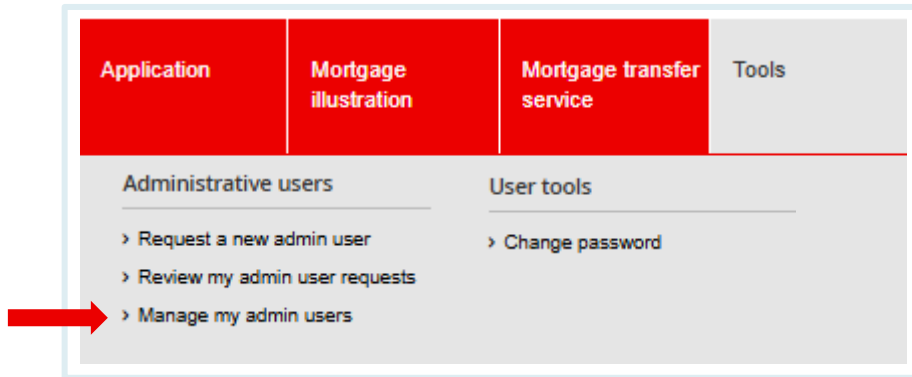 Application
Mortgage
illustration
Mortgage transfer
service
Tools
Administrative users
> Request a new admin user
> Review my admin user requests
> Manage my admin users
User tools
> Change password